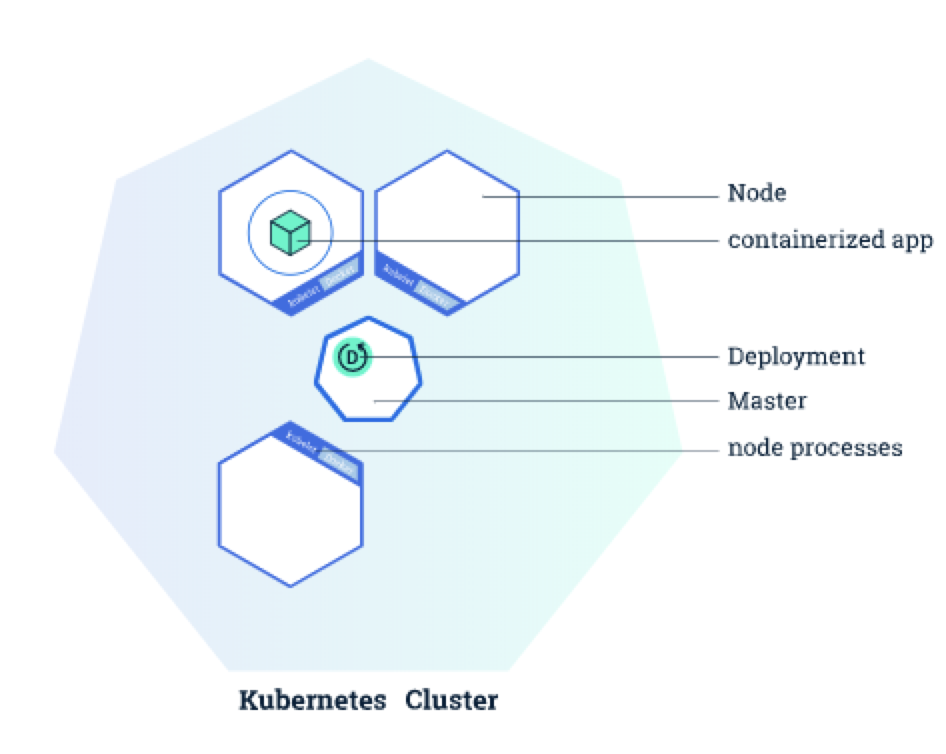 Node
containerized app
kubelet Docker
kubelet Docker
D
Deployment
Master
kubelet Docker
node processes
Kubernetes Cluster